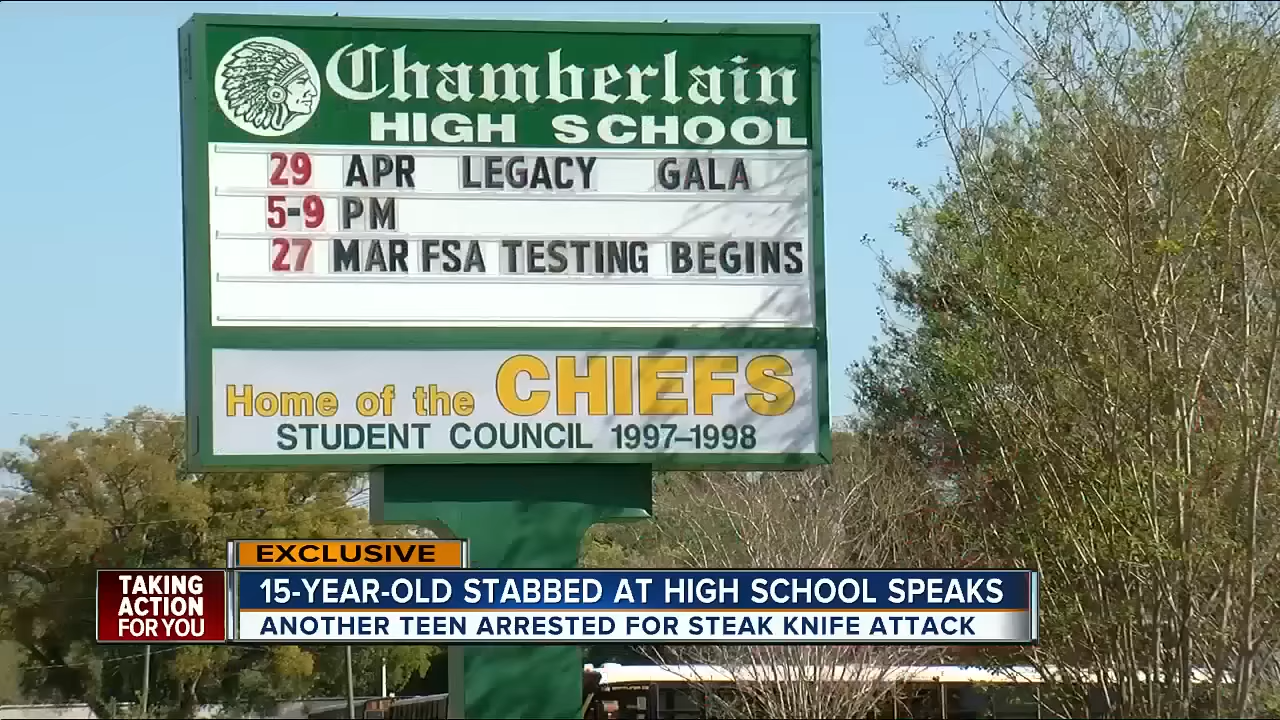 Chamberlain
HIGH SCHOOL
29 APR LEGACY GALA
5-9 PM
27 MAR FSA TESTING BEGINS
Home of the CHIEFS
STUDENT COUNCIL 1997-1998
EXCLUSIVE
TAKING
ACTION
FOR YOU
15-YEAR-OLD STABBED AT HIGH SCHOOL SPEAKS
ANOTHER TEEN ARRESTED FOR STEAK KNIFE ATTACK